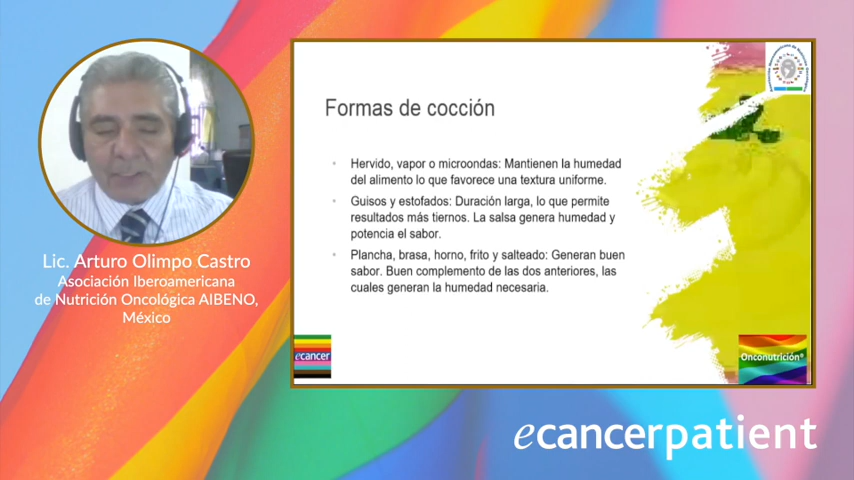 Formas de cocción
Hervido, vapor o microondas: Mantienen la humedad
del alimento lo que favorece una textura uniforme.
Guisos y estofados: Duración larga, lo que permite
resultados más tiernos. La salsa genera humedad y
potencia el sabor.
Plancha, brasa, horno, frito y salteado: Generan buen
sabor. Buen complemento de las dos anteriores, las
cuales generan la humedad necesaria.
Lic. Arturo Olimpo Castro
Asociación Iberoamericana
de Nutrición Oncológica AIBENO,
México
ecancer
Onconutrición®
ecancerpatient